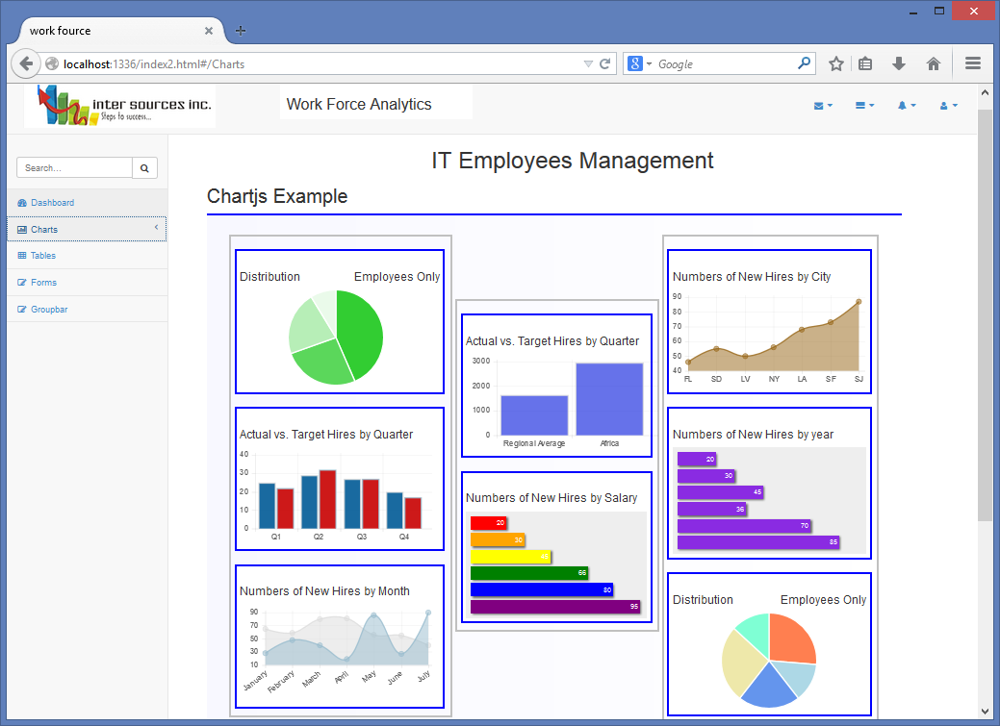 work fource
localhost:1336/index2.html#/Charts
Google
inter sources inc.
Steps to success...
Work Force Analytics
Search...
Dashboard
Charts
Tables
Forms
Groupbar
IT Employees Management
Chartjs Example
Distribution Employees Only
Actual vs. Target Hires by Quarter
40
30
20
10
0
Q1 Q2 Q3 Q4
Numbers of New Hires by Month
90
70
50
30
10
January February March April May June July
Actual vs. Target Hires by Quarter
3000
2000
1000
0
Regional Average Africa
Numbers of New Hires by Salary
20
30
66
80
95
Numbers of New Hires by City
90
80
70
60
50
40
FL SD LV NY LA SF SJ
Numbers of New Hires by year
20
30
45
36
70
85
Distribution Employees Only